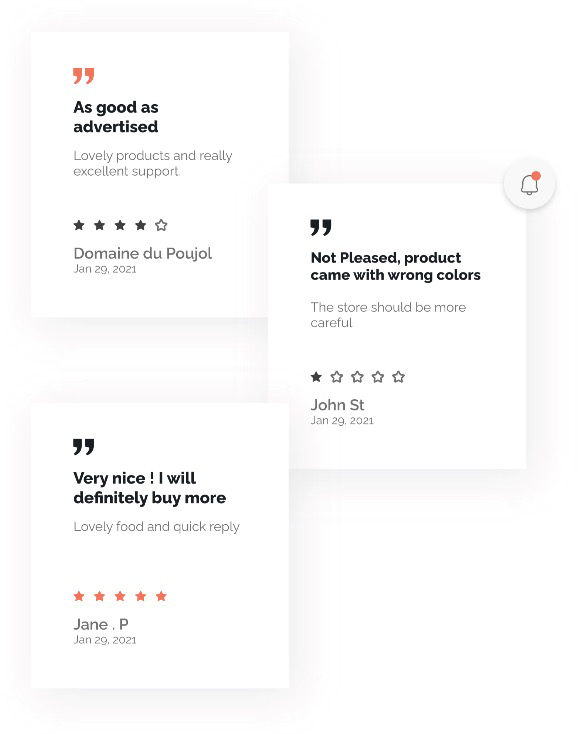 ”
As good as
advertised
Lovely products and really
excellent support.
Domaine du Poujol
Jan 29, 2021
”
Not Pleased, product
came with wrong colors
The store should be more
careful
John St
Jan 29, 2021
”
Very nice ! I will
definitely buy more
Lovely food and quick reply
Jane . P
Jan 29, 2021